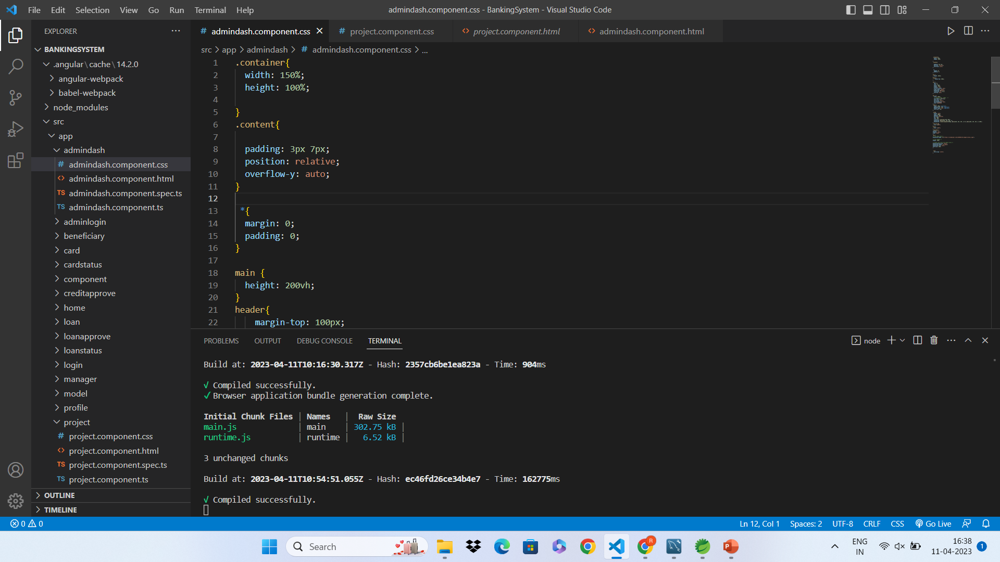 File Edit Selection View Go Run Terminal Help
admindash.component.css - BankingSystem - Visual Studio Code
EXPLORER
BANKINGSYSTEM
.angular\cache\14.2.0
angular-webpack
babel-webpack
node_modules
src
app
admindash
# admindash.component.css
<> admindash.component.html
TS admindash.component.spec.ts
TS admindash.component.ts
adminlogin
beneficiary
card
cardstatus
component
creditapprove
home
loan
loanapprove
loanstatus
login
manager
model
profile
project
# project.component.css
<> project.component.html
TS project.component.spec.ts
TS project.component.ts
OUTLINE
TIMELINE
# admindash.component.css
# project.component.css
<> project.component.html
<> admindash.component.html
src > app > admindash > # admindash.component.css > ...
1 .container{
2 width: 150%;
3 height: 100%;
4
5 }
6 .content{
7
8 padding: 3px 7px;
9 position: relative;
10 overflow-y: auto;
11 }
12
13 *{
14 margin: 0;
15 padding: 0;
16 }
17
18 main {
19 height: 200vh;
20 }
21 header{
22 margin-top: 100px;
PROBLEMS OUTPUT DEBUG CONSOLE TERMINAL
node
Build at: 2023-04-11T10:16:30.317Z - Hash: 2357cb6be1ea823a - Time: 904ms
√ Compiled successfully.
✓ Browser application bundle generation complete.
Initial Chunk Files | Names | Raw Size
main.js | main | 302.75 kB |
runtime.js | runtime | 6.52 kB |
3 unchanged chunks
Build at: 2023-04-11T10:54:51.055Z - Hash: ec46fd26ce34b4e7 - Time: 162775ms
√ Compiled successfully.
0 0
Ln 12, Col 1 Spaces: 2 UTF-8 CRLF CSS Go Live
Search
R
P
ENG
IN
16:38
11-04-2023
1